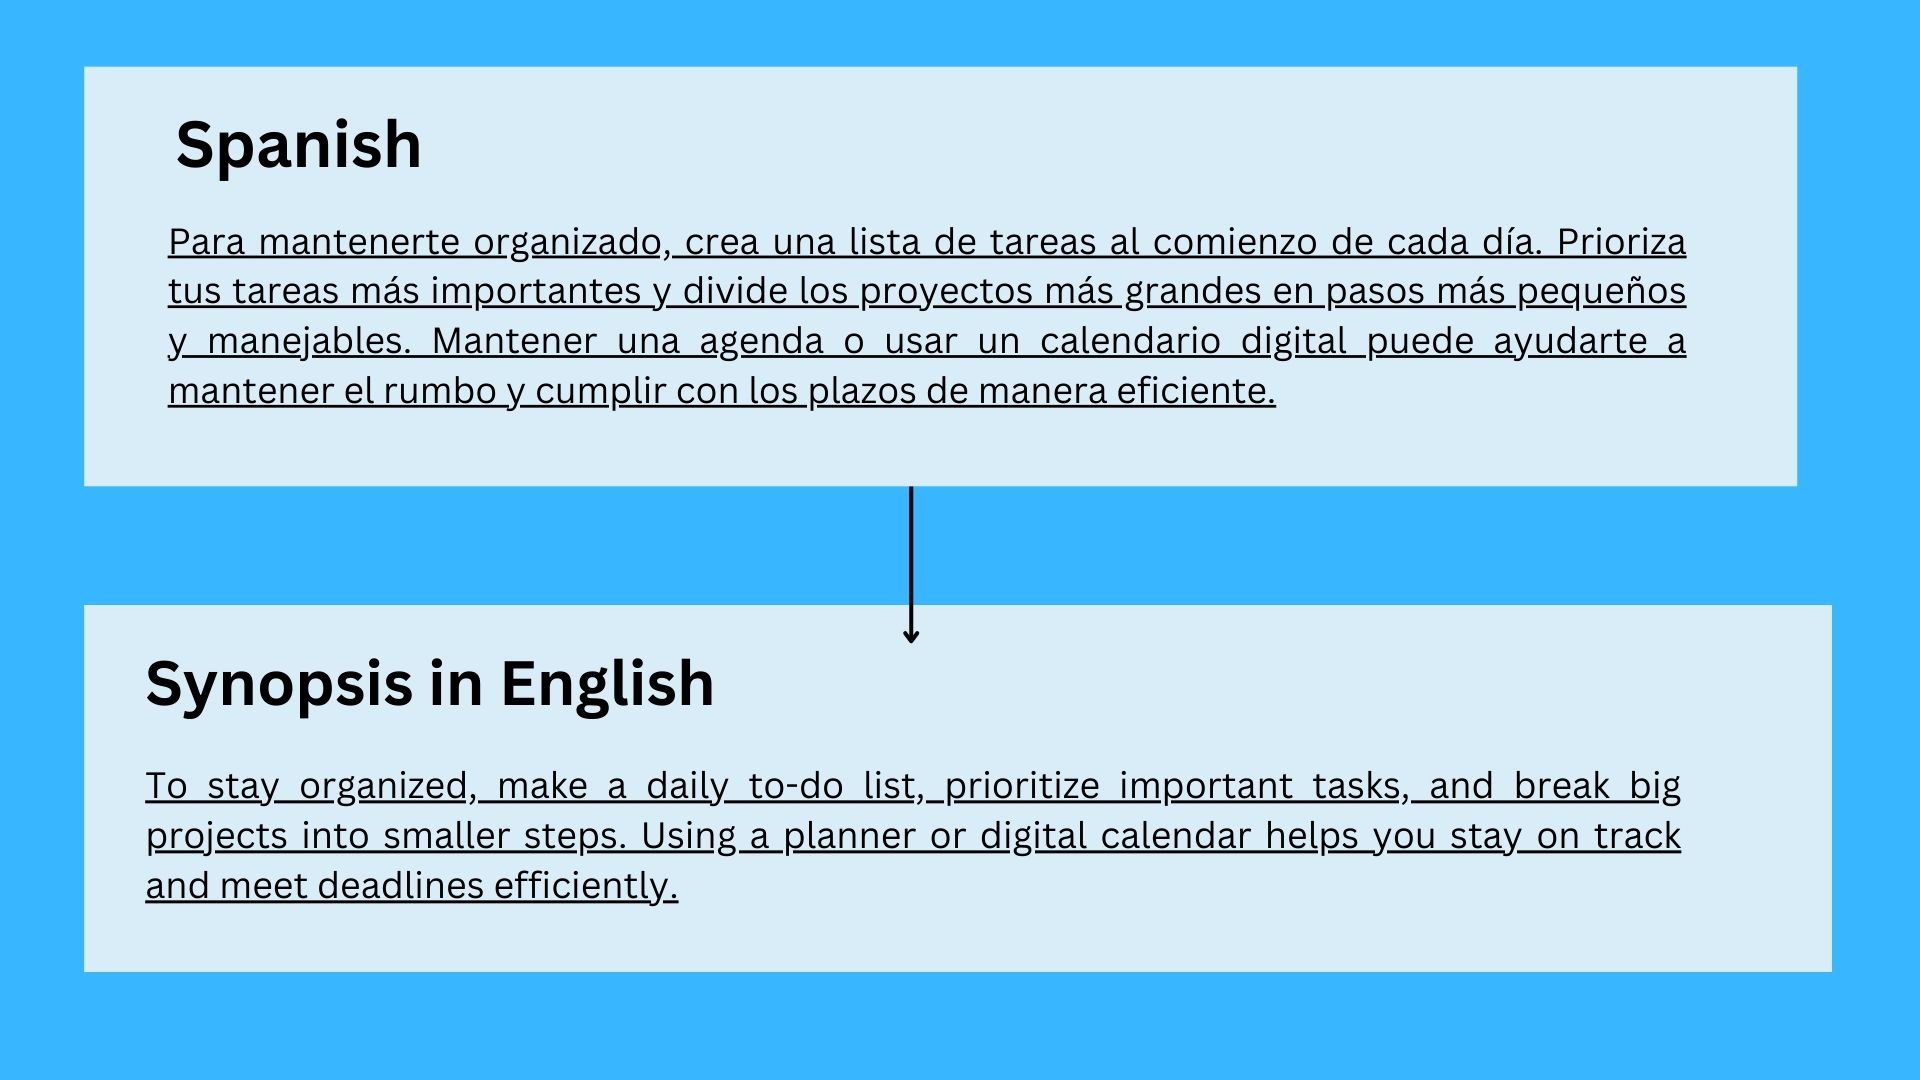 Spanish
Para mantenerte organizado, crea una lista de tareas al comienzo de cada día. Prioriza
tus tareas más importantes y divide los proyectos más grandes en pasos más pequeños
y manejables. Mantener una agenda o usar un calendario digital puede ayudarte a
mantener el rumbo y cumplir con los plazos de manera eficiente.
Synopsis in English
To stay organized, make a daily to-do list, prioritize important tasks, and break big
projects into smaller steps. Using a planner or digital calendar helps you stay on track
and meet deadlines efficiently.